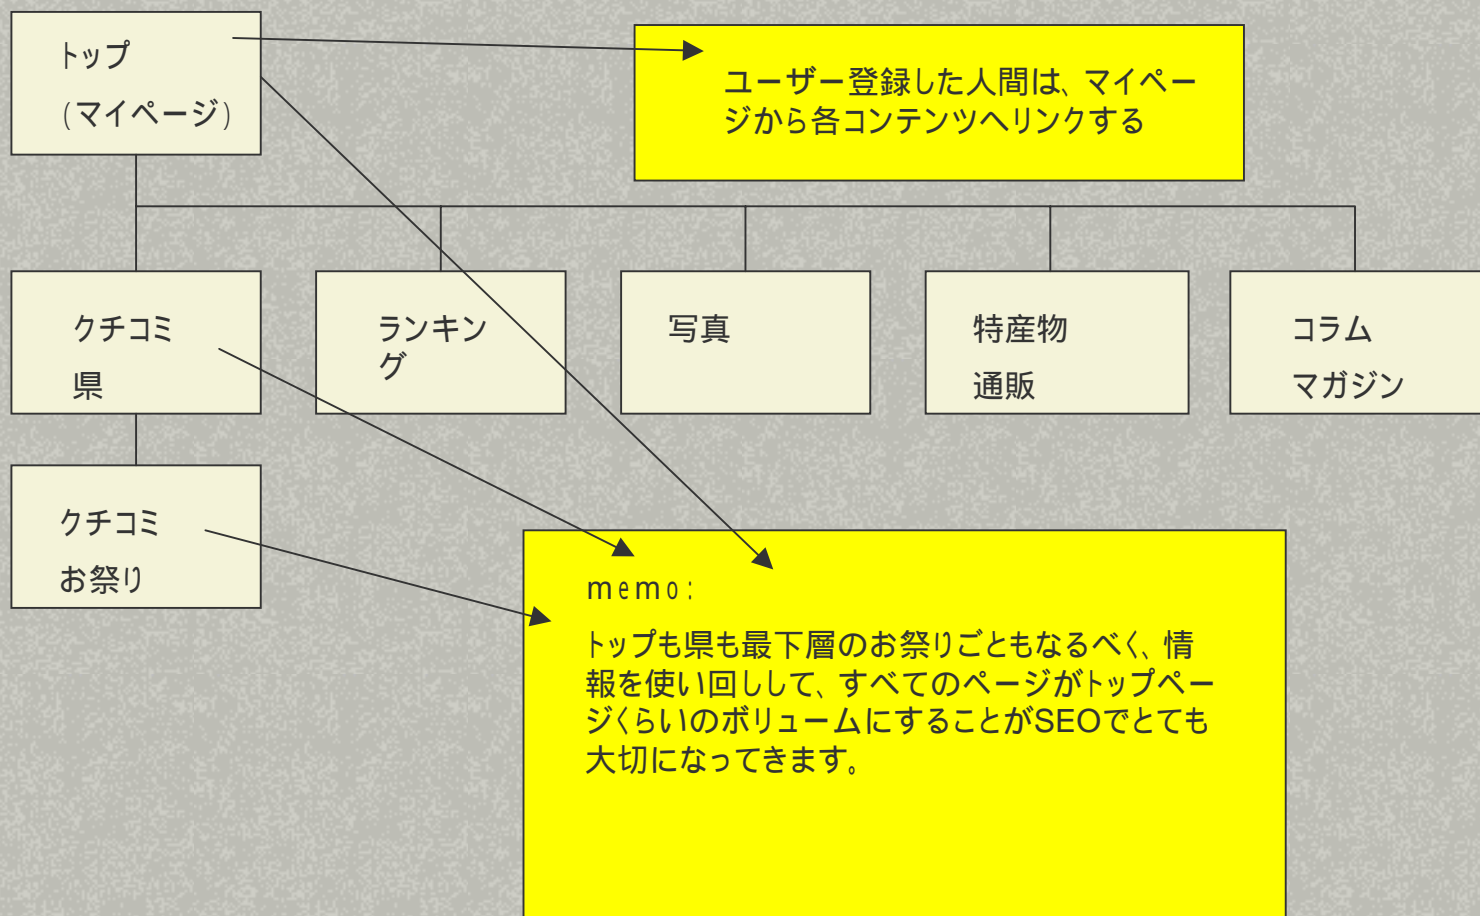 トップ
(マイページ)
ユーザー登録した人間は、マイペー
ジから各コンテンツへリンクする
クチコミ
県
ランキン
グ
写真
特産物
通販
コラム
マガジン
クチコミ
お祭り
memo:
トップも県も最下層のお祭りごともなるべく、情
報を使い回しして、すべてのページがトップペー
ジくらいのボリュームにすることがSEOでとても
大切になってきます。